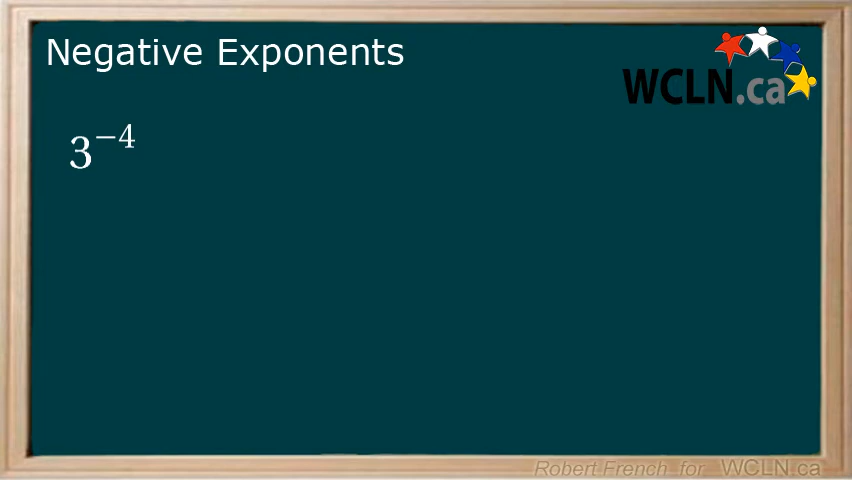 Negative Exponents
WCLN.ca
3⁻⁴
Robert French for WCLN.ca